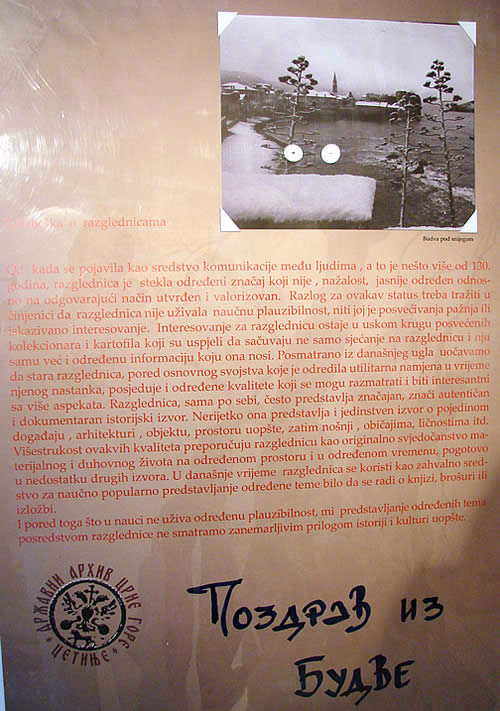 Budva pod snijegom
razglednicama
Od kada se pojavila kao sredstvo komunikacije među ljudima , a to je nešto više od 130.
godina, razglednica je stekla određeni značaj koji nije , nažalost, jasnije određen odnos-
no na odgovarajući način utvrđen i valorizovan. Razlog za ovakav status treba tražiti u
činjenici da razglednica nije uživala naučnu plauzibilnost, niti joj je posvećivanja pažnja ili
iskazivano interesovanje. Interesovanje za razglednicu ostaje u uskom krugu posvećenih
kolekcionara i kartofila koji su uspjeli da sačuvaju ne samo sjećanje na razglednicu i nju
samu već i određenu informaciju koju ona nosi. Posmatrano iz današnjeg ugla uočavamo
da stara razglednica, pored osnovnog svojstva koje je odredila utilitarna namjena u vrijeme
njenog nastanka, posjeduje i određene kvalitete koji se mogu razmatrati i biti interesantni
sa više aspekata. Razglednica, sama po sebi, često predstavlja značajan, znači autentičan
i dokumentaran istorijski izvor. Nerijetko ona predstavlja i jedinstven izvor o pojedinom
događaju , arhitekturi , objektu, prostoru uopšte, zatim nošnji , običajima, ličnostima itd.
Višestrukost ovakvih kvaliteta preporučuju razglednicu kao originalno svjedočanstvo ma-
terijalnog i duhovnog života na određenom prostoru i u određenom vremenu, pogotovo
u nedostatku drugih izvora. U današnje vrijeme razglednica se koristi kao zahvalno sred-
stvo za naučno popularno predstavljanje određene teme bilo da se radi o knjizi, brošuri ili
izložbi.
I pored toga što u nauci ne uživa određenu plauzibilnost, mi predstavljanje određenih tema
posredstvom razglednice ne smatramo zanemarljivim prilogom istoriji i kulturi uopšte.
ДРЖАВНИ АРХИВ ЦРНЕ ГОРЕ
ЦЕТИЊЕ
Поздрав из
Будве